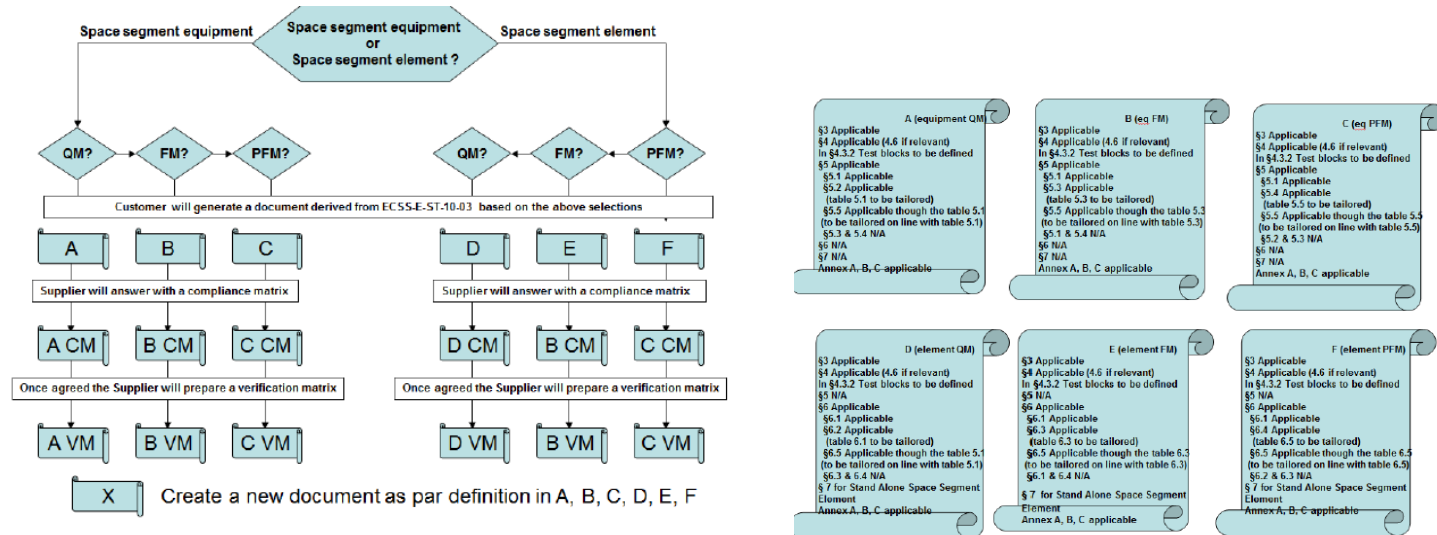 Space segment equipment
Space segment equipment
or
Space segment element ?
Space segment element
QM?
FM?
PFM?
QM?
FM?
PFM?
Customer will generate a document derived from ECSS-E-ST-10-03 based on the above selections
A
B
C
D
E
F
Supplier will answer with a compliance matrix
Supplier will answer with a compliance matrix
A CM
B CM
C CM
D CM
B CM
C CM
Once agreed the Supplier will prepare a verification matrix
Once agreed the Supplier will prepare a verification matrix
A VM
B VM
C VM
D VM
B VM
C VM
X
Create a new document as par definition in A, B, C, D, E, F
A (equipment QM)
§3 Applicable
§4 Applicable (4.6 if relevant)
In §4.3.2 Test blocks to be defined
§5 Applicable
§5.1 Applicable
§5.2 Applicable
(table 5.1 to be tailored)
§5.5 Applicable though the table 5.1
(to be tailored on line with table 5.1)
§5.3 & 5.4 N/A
§6 N/A
§7 N/A
Annex A, B, C applicable
B (eq FM)
§3 Applicable
§4 Applicable (4.6 if relevant)
In §4.3.2 Test blocks to be defined
§5 Applicable
§5.1 Applicable
§5.3 Applicable
(table 5.3 to be tailored)
§5.5 Applicable though the table 5.3
(to be tailored on line with table 5.3)
§5.1 & 5.4 N/A
§6 N/A
§7 N/A
Annex A, B, C applicable
C (eq PFM)
§3 Applicable
§4 Applicable (4.6 if relevant)
In §4.3.2 Test blocks to be defined
§5 Applicable
§5.1 Applicable
§5.4 Applicable
(table 5.5 to be tailored)
§5.5 Applicable though the table 5.5
(to be tailored on line with table 5.5)
§5.2 & 5.3 N/A
§6 N/A
§7 N/A
Annex A, B, C applicable
D (element QM)
§3 Applicable
§4 Applicable (4.6 if relevant)
In §4.3.2 Test blocks to be defined
§5 N/A
§6 Applicable
§6.1 Applicable
§6.2 Applicable
(table 6.1 to be tailored)
§6.5 Applicable though the table 5.1
(to be tailored on line with table 5.1)
§6.3 & 6.4 N/A
§ 7 for Stand Alone Space Segment
Element
Annex A, B, C applicable
E (element FM)
§3 Applicable
§4 Applicable (4.6 if relevant)
In §4.3.2 Test blocks to be defined
§5 N/A
§6 Applicable
§6.1 Applicable
§6.3 Applicable
(table 6.3 to be tailored)
§6.5 Applicable though the table 6.3
(to be tailored on line with table 6.3)
§6.1 & 6.4 N/A
§ 7 for Stand Alone Space Segment
Element
Annex A, B, C applicable
F (element PFM)
§3 Applicable
§4 Applicable (4.6 if relevant)
In §4.3.2 Test blocks to be defined
§5 N/A
§6 Applicable
§6.1 Applicable
§6.4 Applicable
(table 6.5 to be tailored)
§6.5 Applicable though the table 6.5
(to be tailored on line with table 6.5)
§6.2 & 6.3 N/A
§ 7 for Stand Alone Space Segment
Element
Annex A, B, C applicable